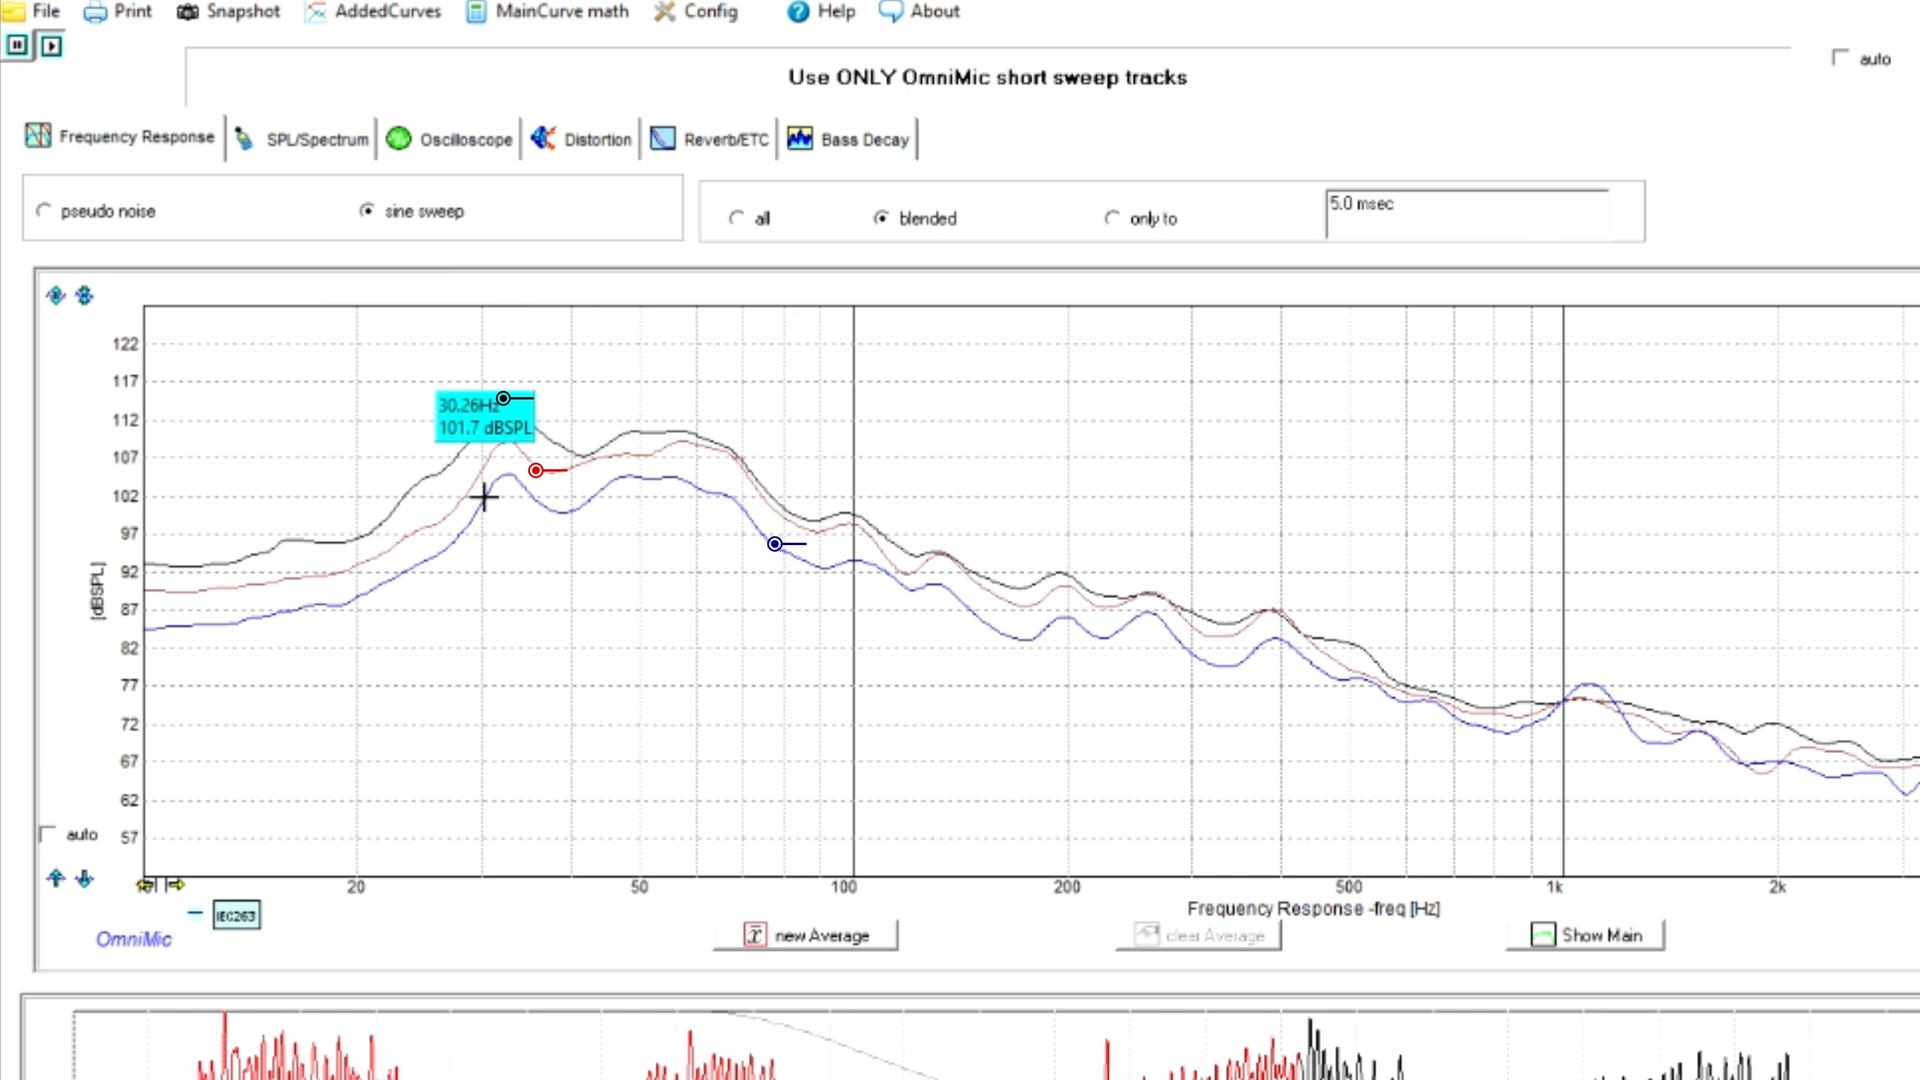 File Print Snapshot AddedCurves MainCurve math Config Help About
auto
Use ONLY OmniMic short sweep tracks
Frequency Response SPL/Spectrum Oscilloscope Distortion Reverb/ETC Bass Decay
pseudo noise sine sweep all blended only to 5.0 msec
122
117
30.26Hz
101.7 dBSPL
112
107
102
97
92
[dBSPL]
87
82
77
72
67
62
57
auto
20 50 100 200 500 1k 2k
Frequency Response -freq [Hz]
IEC263
OmniMic
new Average clear Average Show Main